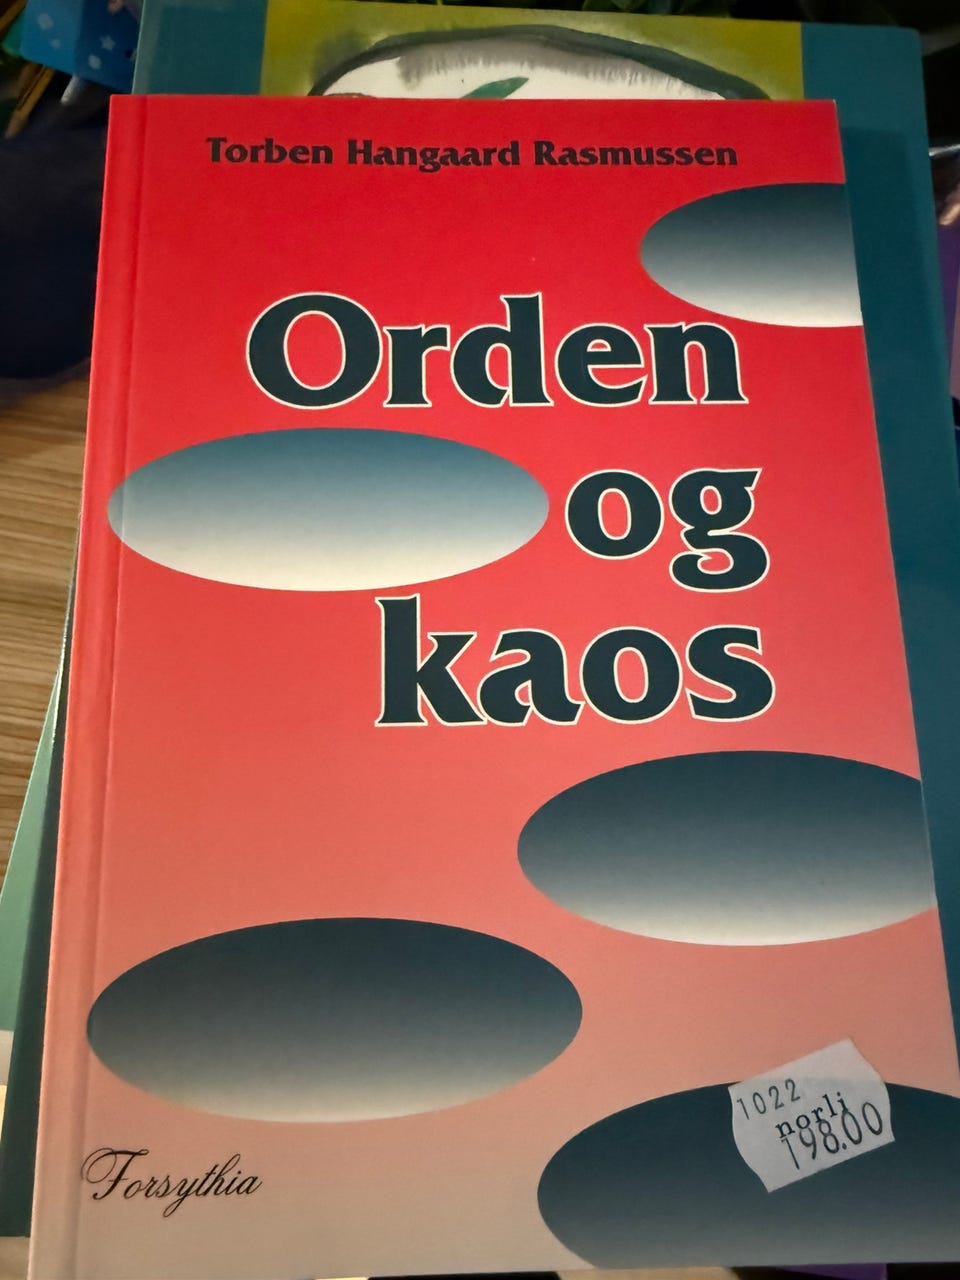 Torben Hangaard Rasmussen
Orden
og
kaos
Forsythia
1022
norli
198.00